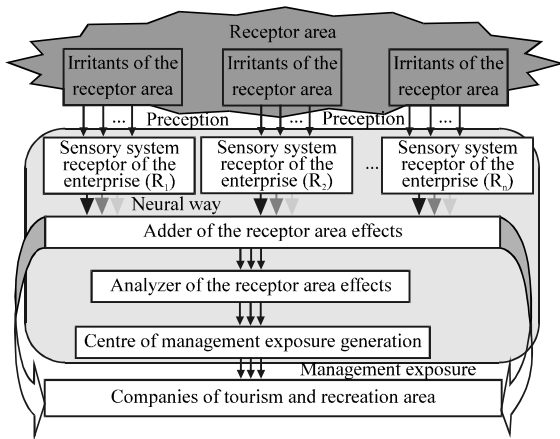 Receptor area
Irritants of the receptor area
Irritants of the receptor area
Irritants of the receptor area
... ... ...
Preception Preception
Sensory system receptor of the enterprise (R1)
Sensory system receptor of the enterprise (R2)
...
Sensory system receptor of the enterprise (Rn)
Neural way
Adder of the receptor area effects
Analyzer of the receptor area effects
Centre of management exposure generation
Management exposure
Companies of tourism and recreation area